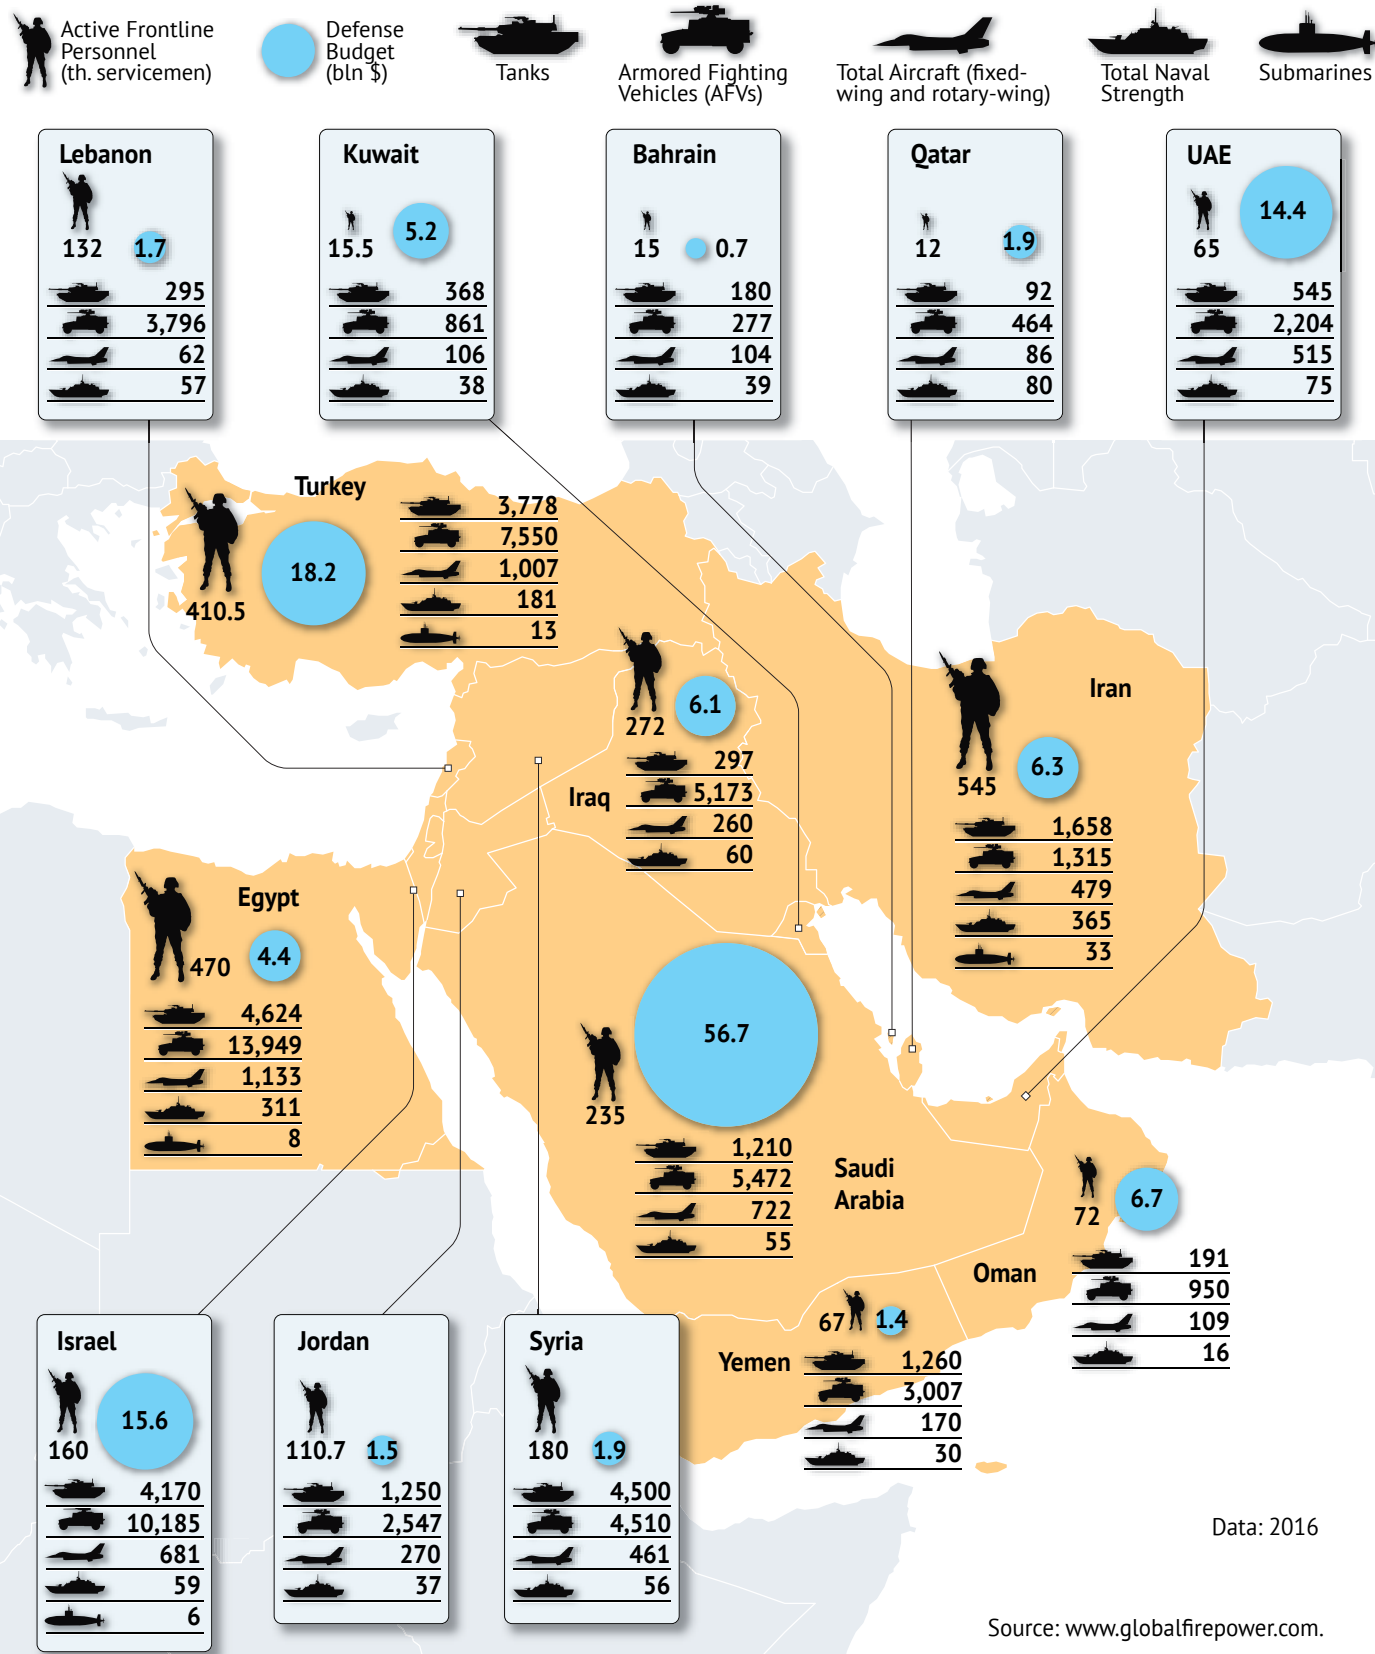 Active Frontline
Personnel
(th. servicemen)
Defense
Budget
(bln $)
Tanks
Armored Fighting
Vehicles (AFVs)
Total Aircraft (fixed-
wing and rotary-wing)
Total Naval
Strength
Submarines
Lebanon
132
1.7
295
3,796
62
57
Kuwait
15.5
5.2
368
861
106
38
Bahrain
15
0.7
180
277
104
39
Qatar
12
1.9
92
464
86
80
UAE
65
14.4
545
2,204
515
75
Turkey
410.5
18.2
3,778
7,550
1,007
181
13
272
6.1
Iraq
297
5,173
260
60
Iran
545
6.3
1,658
1,315
479
365
33
Egypt
470
4.4
4,624
13,949
1,133
311
8
56.7
235
1,210
5,472
722
55
Saudi
Arabia
72
6.7
Oman
191
950
109
16
67
1.4
Yemen
1,260
3,007
170
30
Israel
160
15.6
4,170
10,185
681
59
6
Jordan
110.7
1.5
1,250
2,547
270
37
Syria
180
1.9
4,500
4,510
461
56
Data: 2016
Source: www.globalfirepower.com.